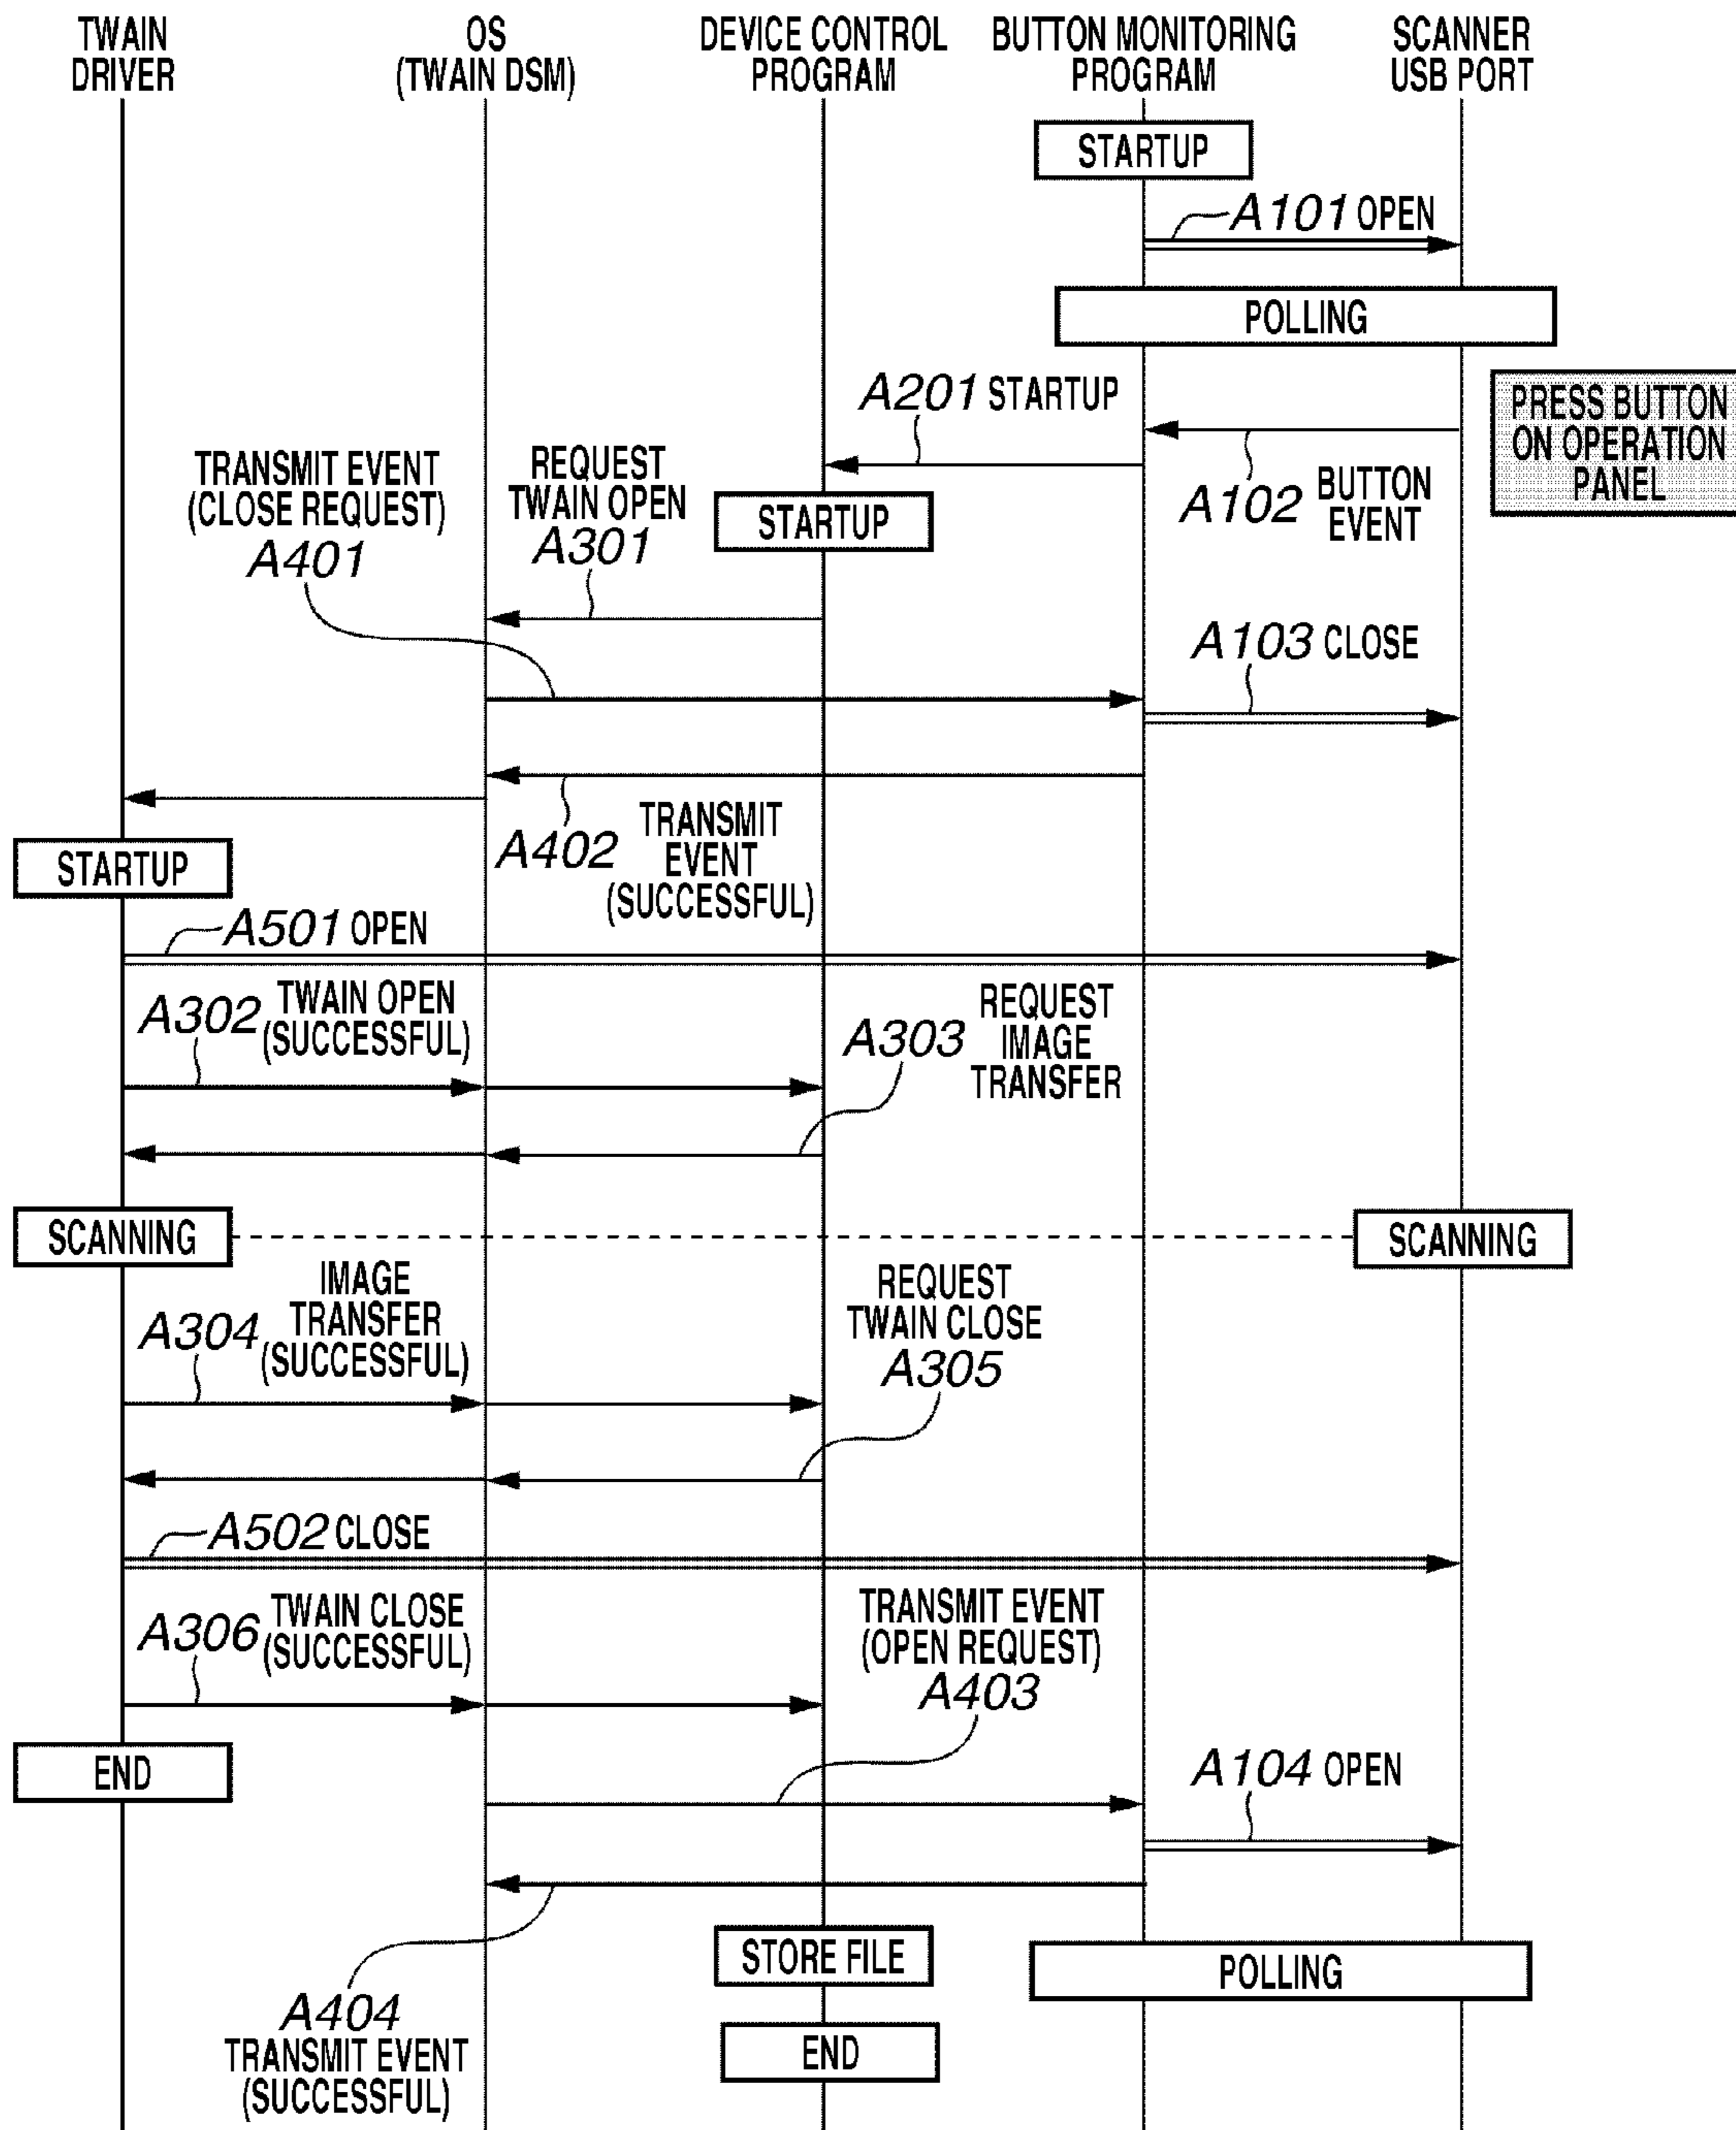 TWAIN
DRIVER
OS
(TWAIN DSM)
DEVICE CONTROL
PROGRAM
BUTTON MONITORING
PROGRAM
SCANNER
USB PORT
STARTUP
A101 OPEN
POLLING
PRESS BUTTON
ON OPERATION
PANEL
A201 STARTUP
A102 BUTTON
EVENT
TRANSMIT EVENT
(CLOSE REQUEST)
A401
REQUEST
TWAIN OPEN
A301
STARTUP
A103 CLOSE
A402 TRANSMIT
EVENT
(SUCCESSFUL)
STARTUP
A501 OPEN
A302 TWAIN OPEN
(SUCCESSFUL)
A303 REQUEST
IMAGE
TRANSFER
SCANNING
SCANNING
A304 IMAGE
TRANSFER
(SUCCESSFUL)
REQUEST
TWAIN CLOSE
A305
A502 CLOSE
A306 TWAIN CLOSE
(SUCCESSFUL)
TRANSMIT EVENT
(OPEN REQUEST)
A403
END
A104 OPEN
STORE FILE
POLLING
A404
TRANSMIT EVENT
(SUCCESSFUL)
END